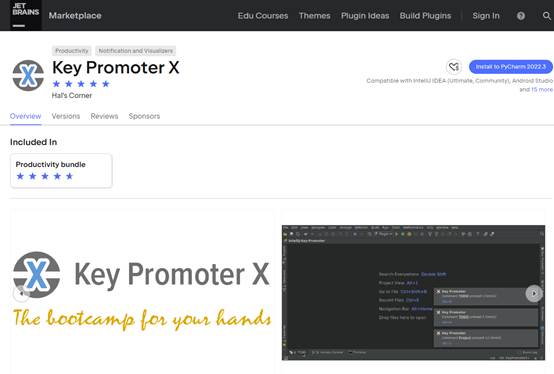 JET
BRAINS
Marketplace
Edu Courses Themes Plugin Ideas Build Plugins Sign In
Productivity Notification and Visualizers
Key Promoter X
Install to PyCharm 2022.3
Hal's Corner
Compatible with IntelliJ IDEA (Ultimate, Community), Android Studio
and 15 more
Overview Versions Reviews Sponsors
Included In
Productivity bundle
Key Promoter X
The bootcamp for your hands
Search Everywhere Double Shift
Project View Alt+1
Go to File Ctrl+Shift+N
Recent Files Ctrl+E
Navigation Bar Alt+Home
Drop files here to open
Key Promoter
Key Promoter
Key Promoter